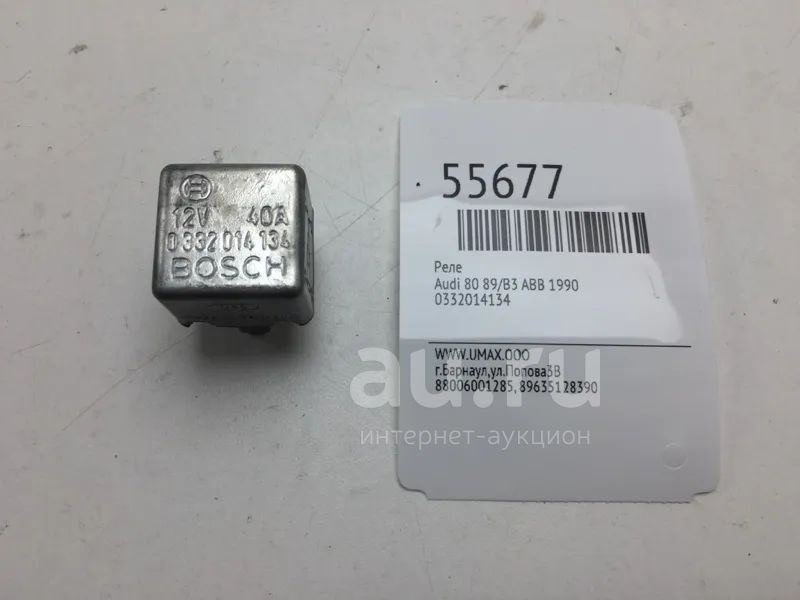 12V 40A
0 332 014 134
BOSCH
55677
Реле
Audi 80 89/B3 ABB 1990
0332014134
WWW.UMAX.OOO
г.Барнаул,ул.Попова3В
88006001285, 89635128390
au.ru
интернет-аукцион